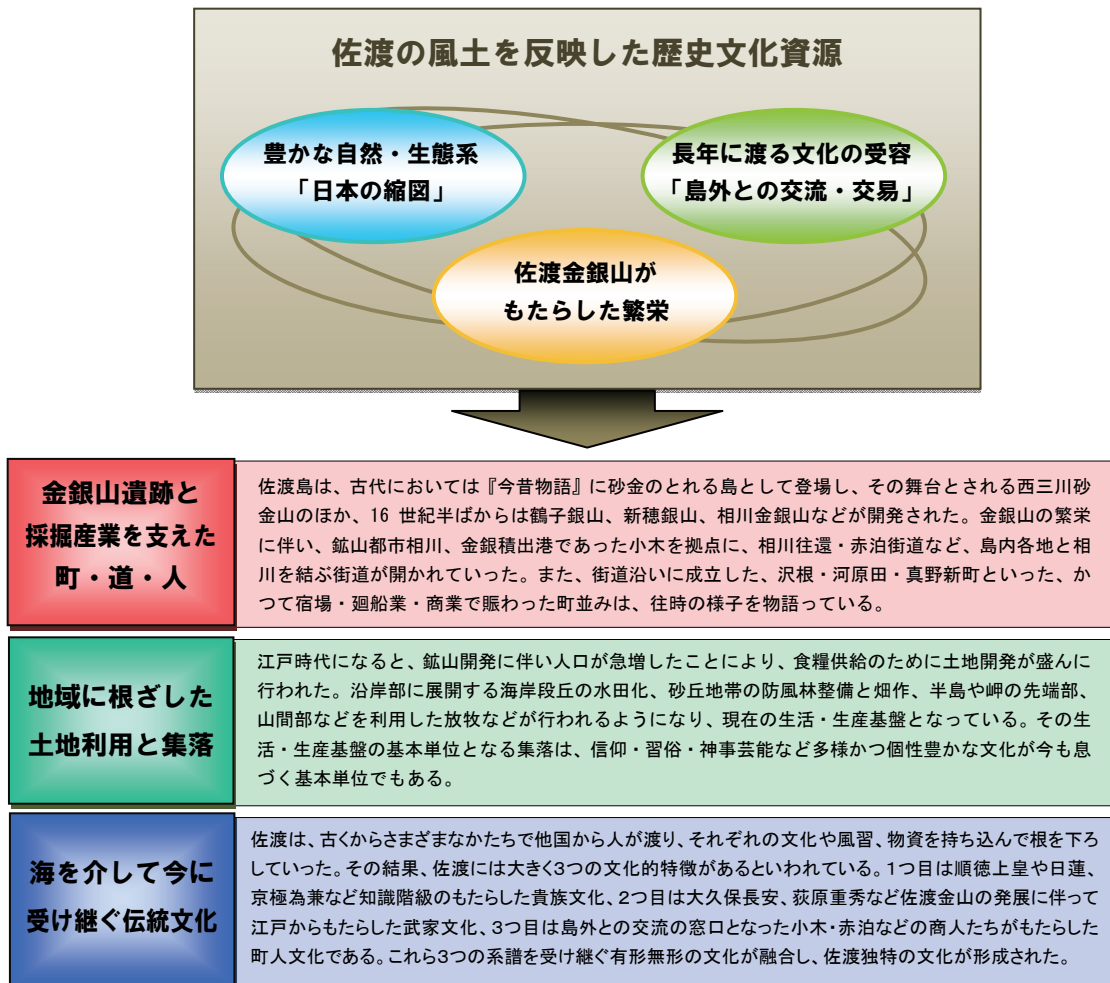 佐渡の風土を反映した歴史文化資源
豊かな自然・生態系
「日本の縮図」
長年に渡る文化の受容
「島外との交流・交易」
佐渡金銀山が
もたらした繁栄
金銀山遺跡と
採掘産業を支えた
町・道・人
佐渡島は、古代においては『今昔物語』に砂金のとれる島として登場し、その舞台とされる西三川砂
金山のほか、16 世紀半ばからは鶴子銀山、新穂銀山、相川金銀山などが開発された。金銀山の繁栄
に伴い、鉱山都市相川、金銀積出港であった小木を拠点に、相川往還・赤泊街道など、島内各地と相
川を結ぶ街道が開かれていった。また、街道沿いに成立した、沢根・河原田・真野新町といった、か
つて宿場・廻船業・商業で賑わった町並みは、往時の様子を物語っている。
地域に根ざした
土地利用と集落
江戸時代になると、鉱山開発に伴い人口が急増したことにより、食糧供給のために土地開発が盛んに
行われた。沿岸部に展開する海岸段丘の水田化、砂丘地帯の防風林整備と畑作、半島や岬の先端部、
山間部などを利用した放牧などが行われるようになり、現在の生活・生産基盤となっている。その生
活・生産基盤の基本単位となる集落は、信仰・習俗・神事芸能など多様かつ個性豊かな文化が今も息
づく基本単位でもある。
海を介して今に
受け継ぐ伝統文化
佐渡は、古くからさまざまなかたちで他国から人が渡り、それぞれの文化や風習、物資を持ち込んで根を下ろ
していった。その結果、佐渡には大きく3つの文化的特徴があるといわれている。1つ目は順徳上皇や日蓮、
京極為兼など知識階級のもたらした貴族文化、2つ目は大久保長安、荻原重秀など佐渡金山の発展に伴って
江戸からもたらした武家文化、3つ目は島外との交流の窓口となった小木・赤泊などの商人たちがもたらした
町人文化である。これら3つの系譜を受け継ぐ有形無形の文化が融合し、佐渡独特の文化が形成された。